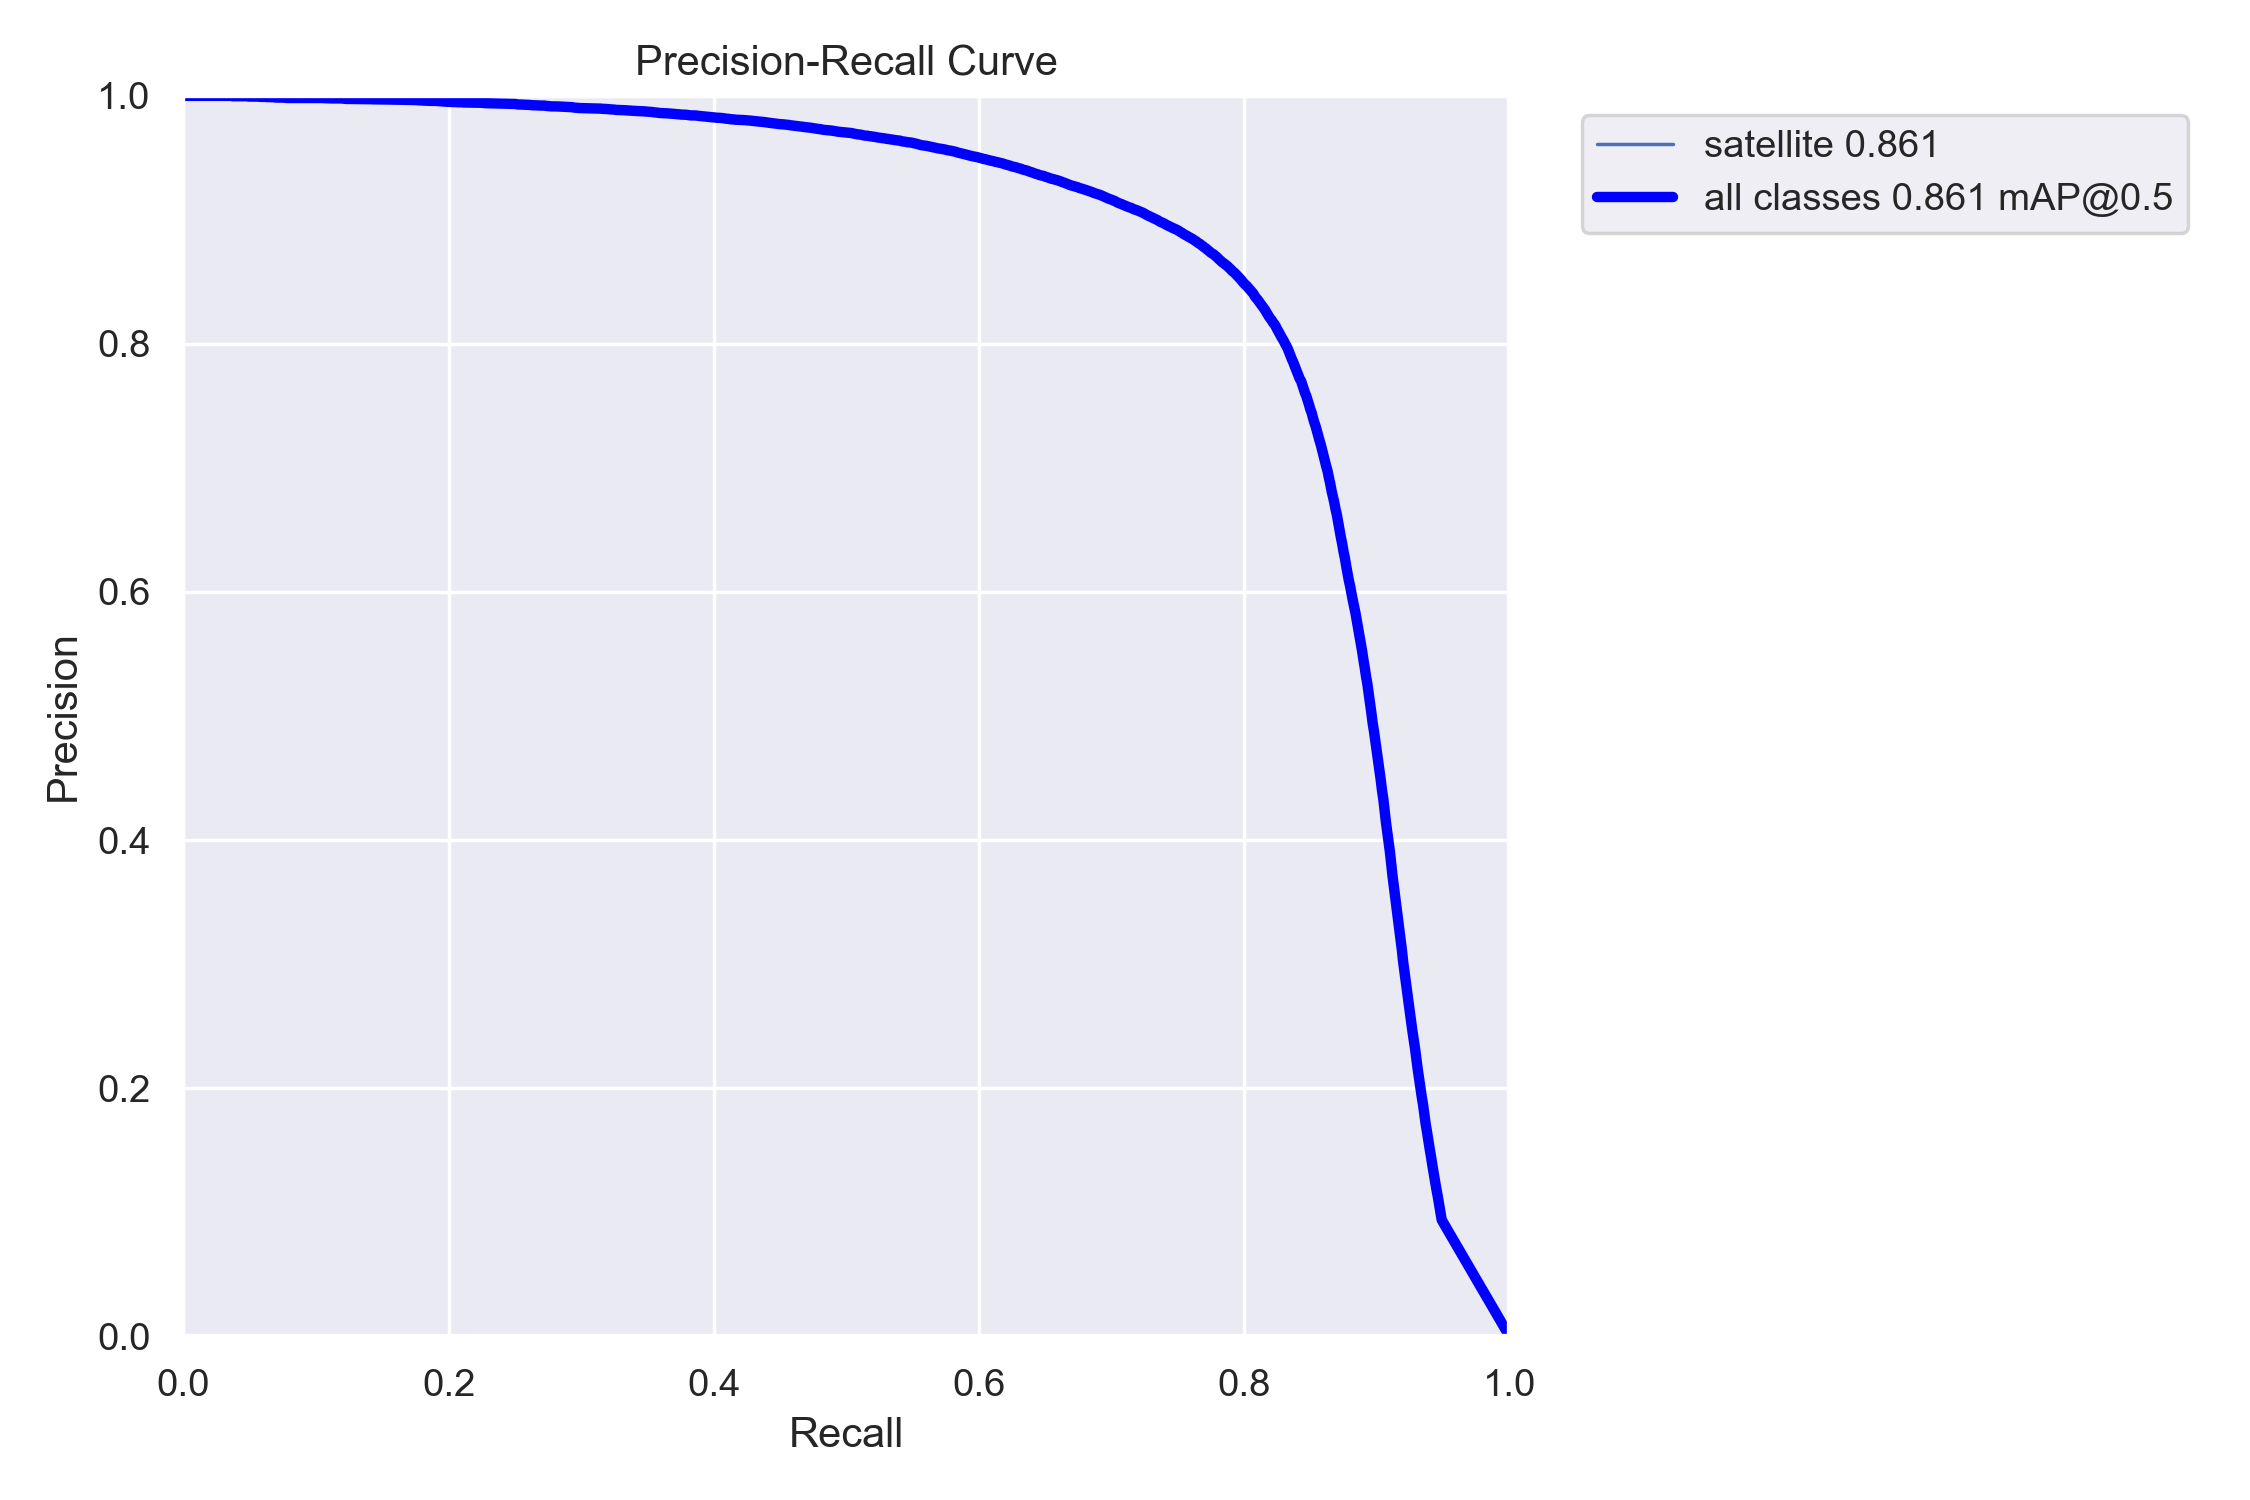 Precision-Recall Curve
satellite 0.861
all classes 0.861 mAP@0.5
1.0
0.8
0.6
0.4
0.2
0.0
Precision
0.0 0.2 0.4 0.6 0.8 1.0
Recall